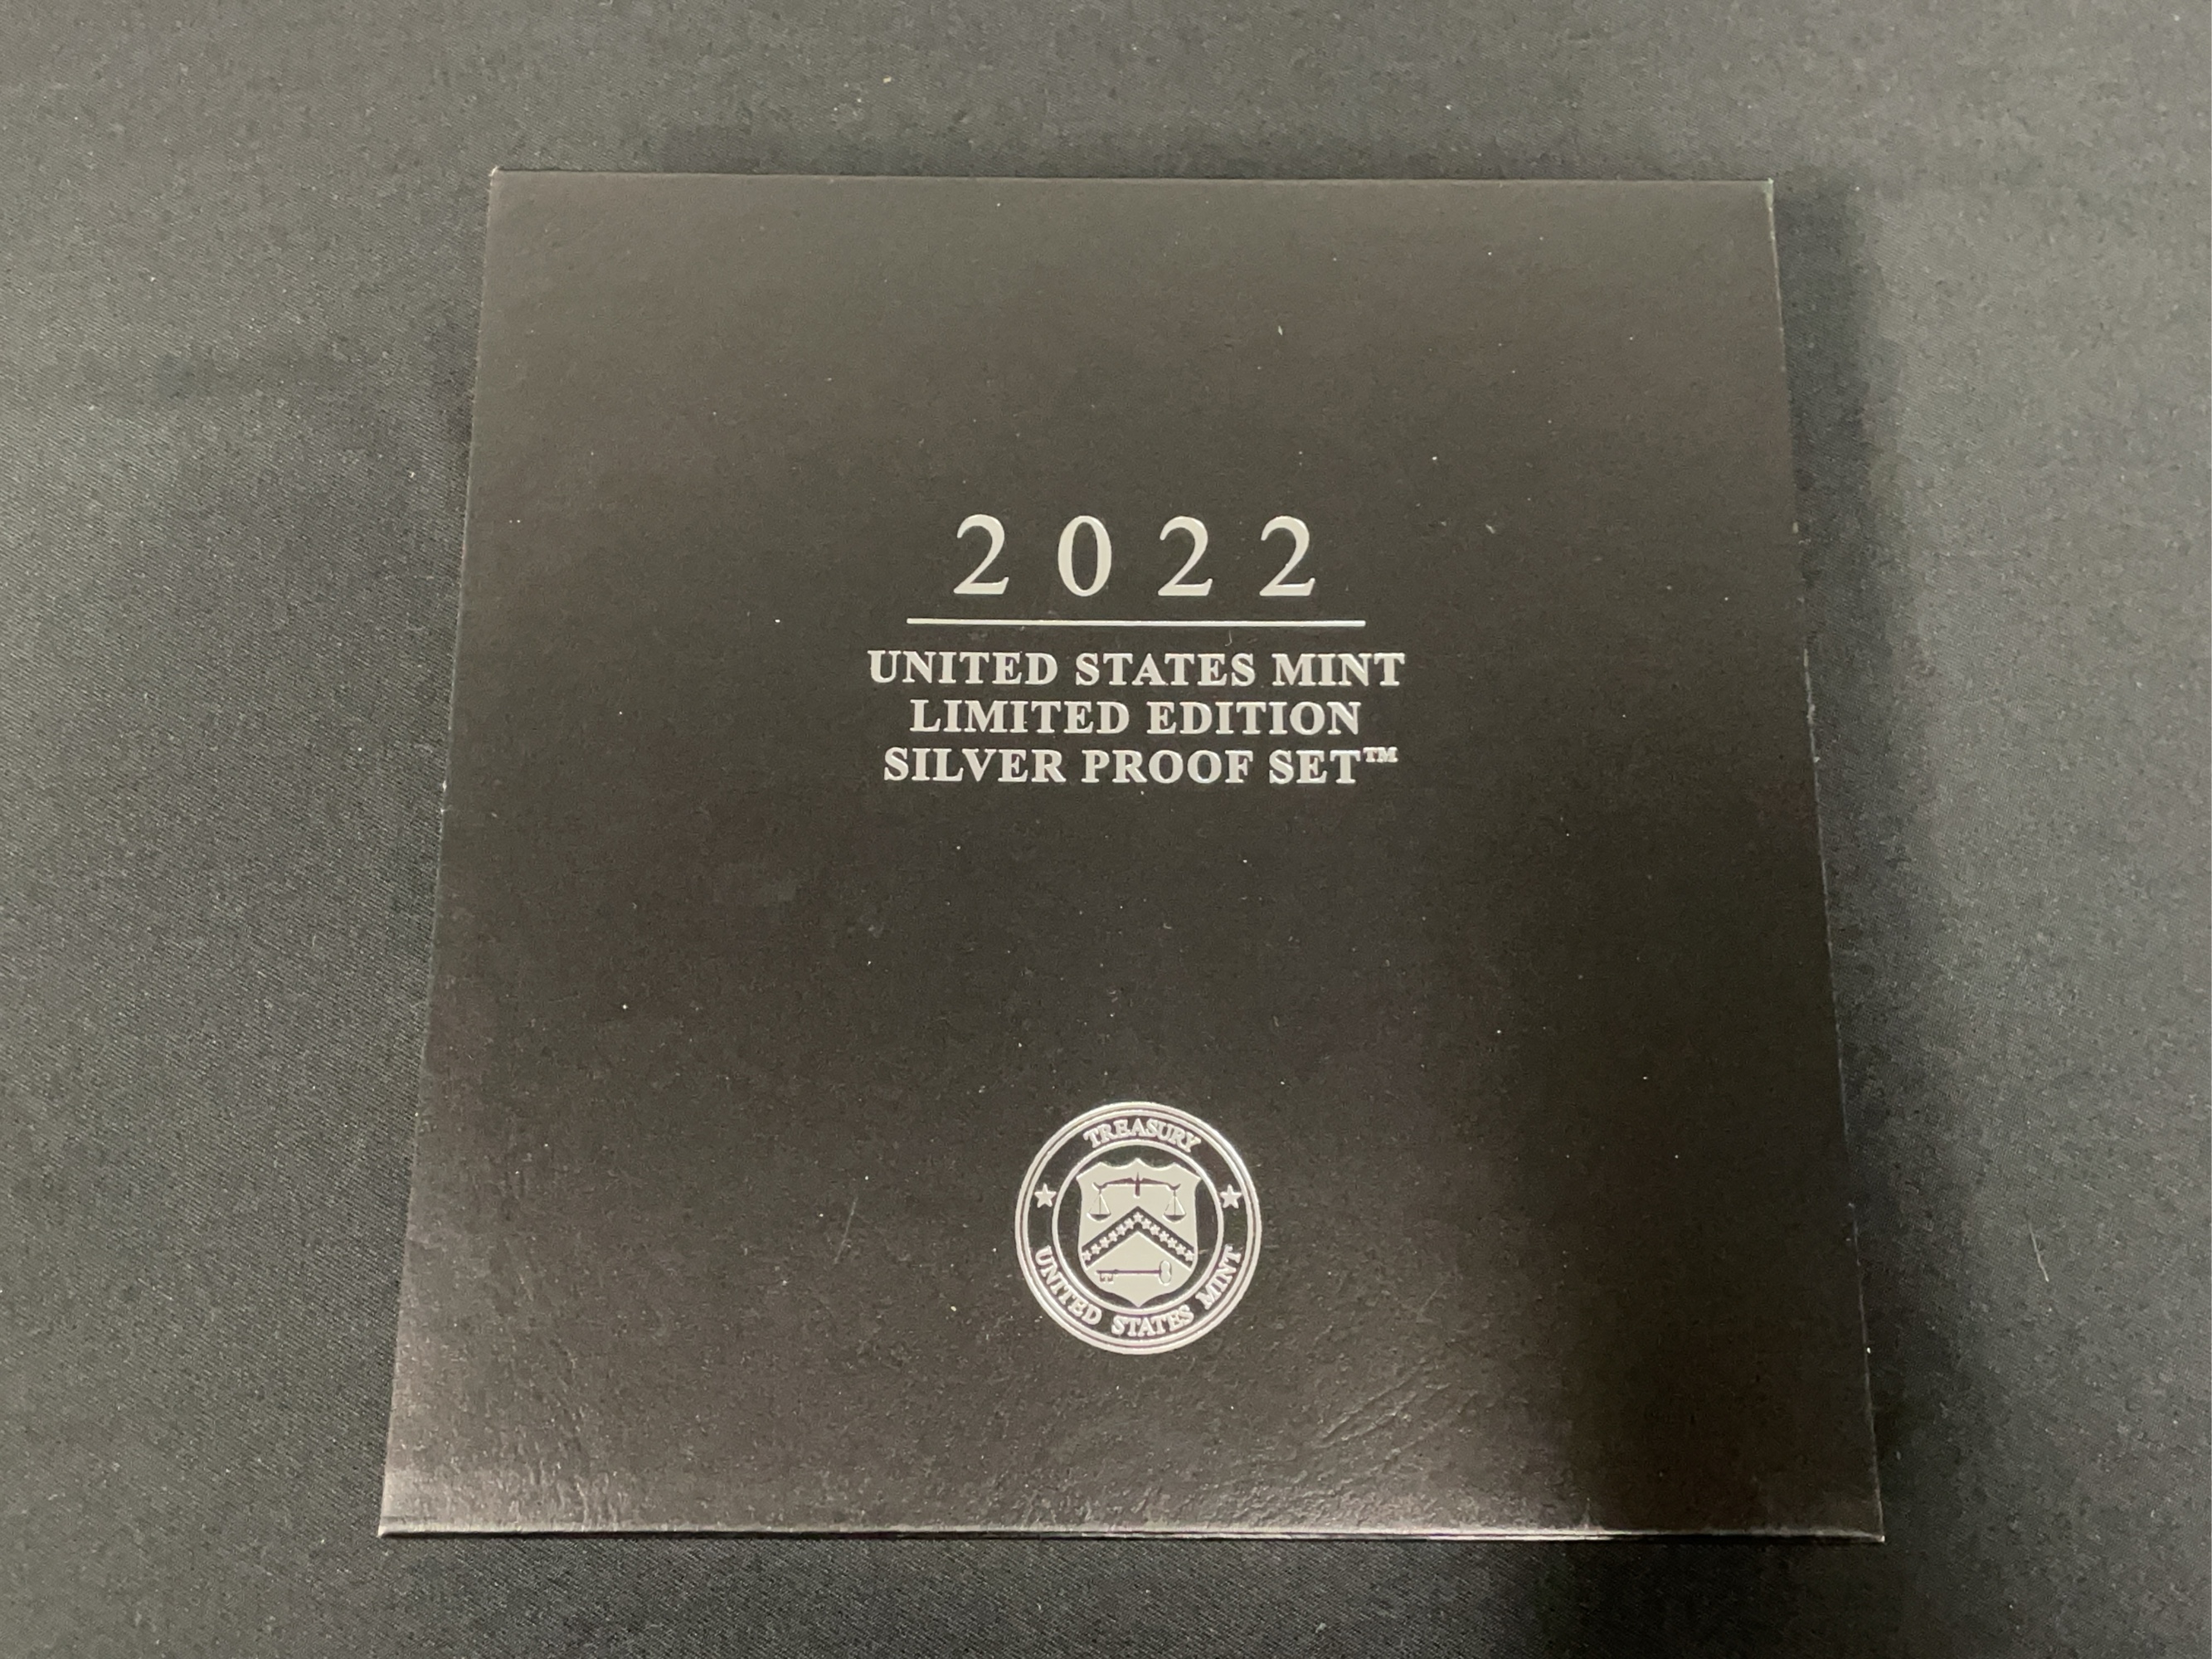 2022
UNITED STATES MINT
LIMITED EDITION
SILVER PROOF SET™
TREASURY
UNITED STATES MINT